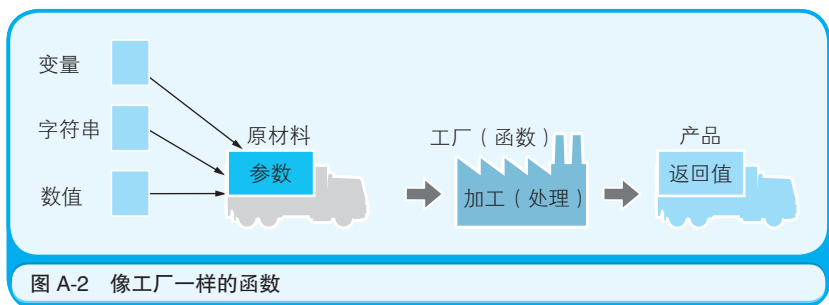 变量
字符串
数值
原材料
参数
工厂（函数）
加工（处理）
产品
返回值
图 A-2 像工厂一样的函数